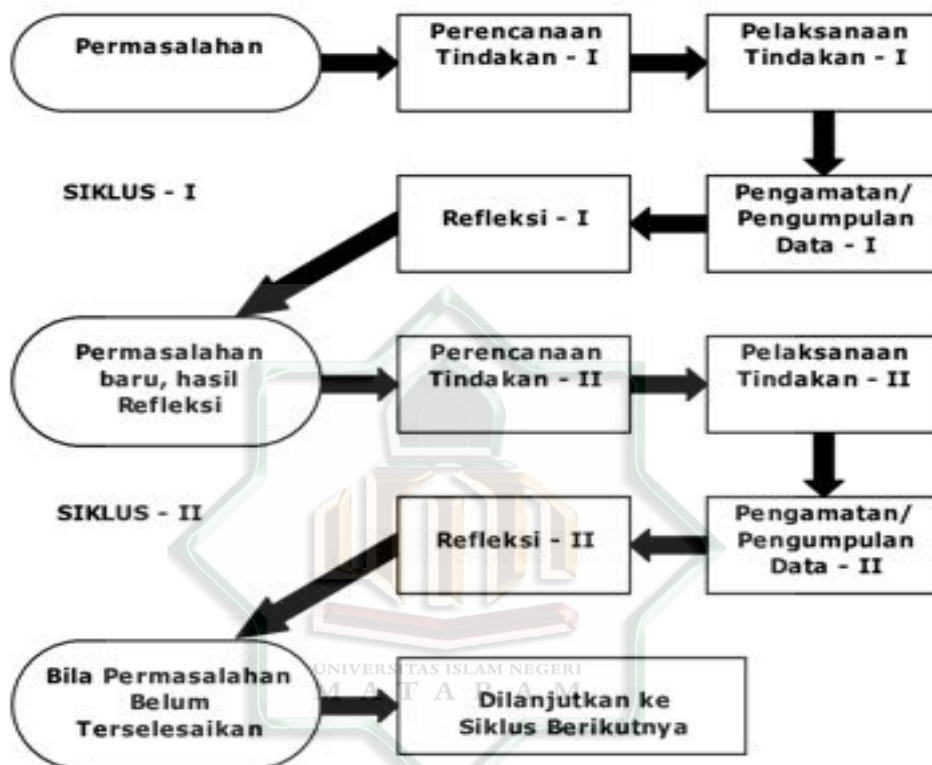 Permasalahan
Perencanaan
Tindakan - I
Pelaksanaan
Tindakan - I
SIKLUS - I
Refleksi - I
Pengamatan/
Pengumpulan
Data - I
Permasalahan
baru, hasil
Refleksi
Perencanaan
Tindakan - II
Pelaksanaan
Tindakan - II
SIKLUS - II
Refleksi - II
Pengamatan/
Pengumpulan
Data - II
UNIVERSITAS ISLAM NEGERI
MATARAM
Bila Permasalahan
Belum
Terselesaikan
Dilanjutkan ke
Siklus Berikutnya